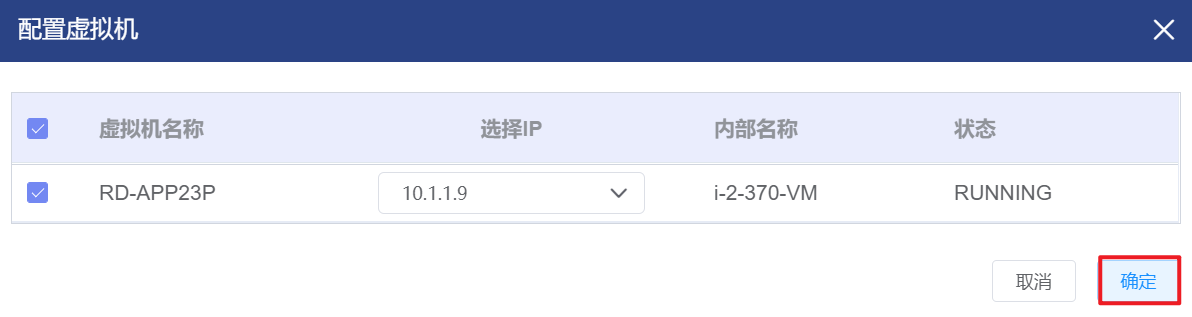 配置虚拟机
虚拟机名称 选择IP 内部名称 状态
RD-APP23P 10.1.1.9 i-2-370-VM RUNNING
取消 确定